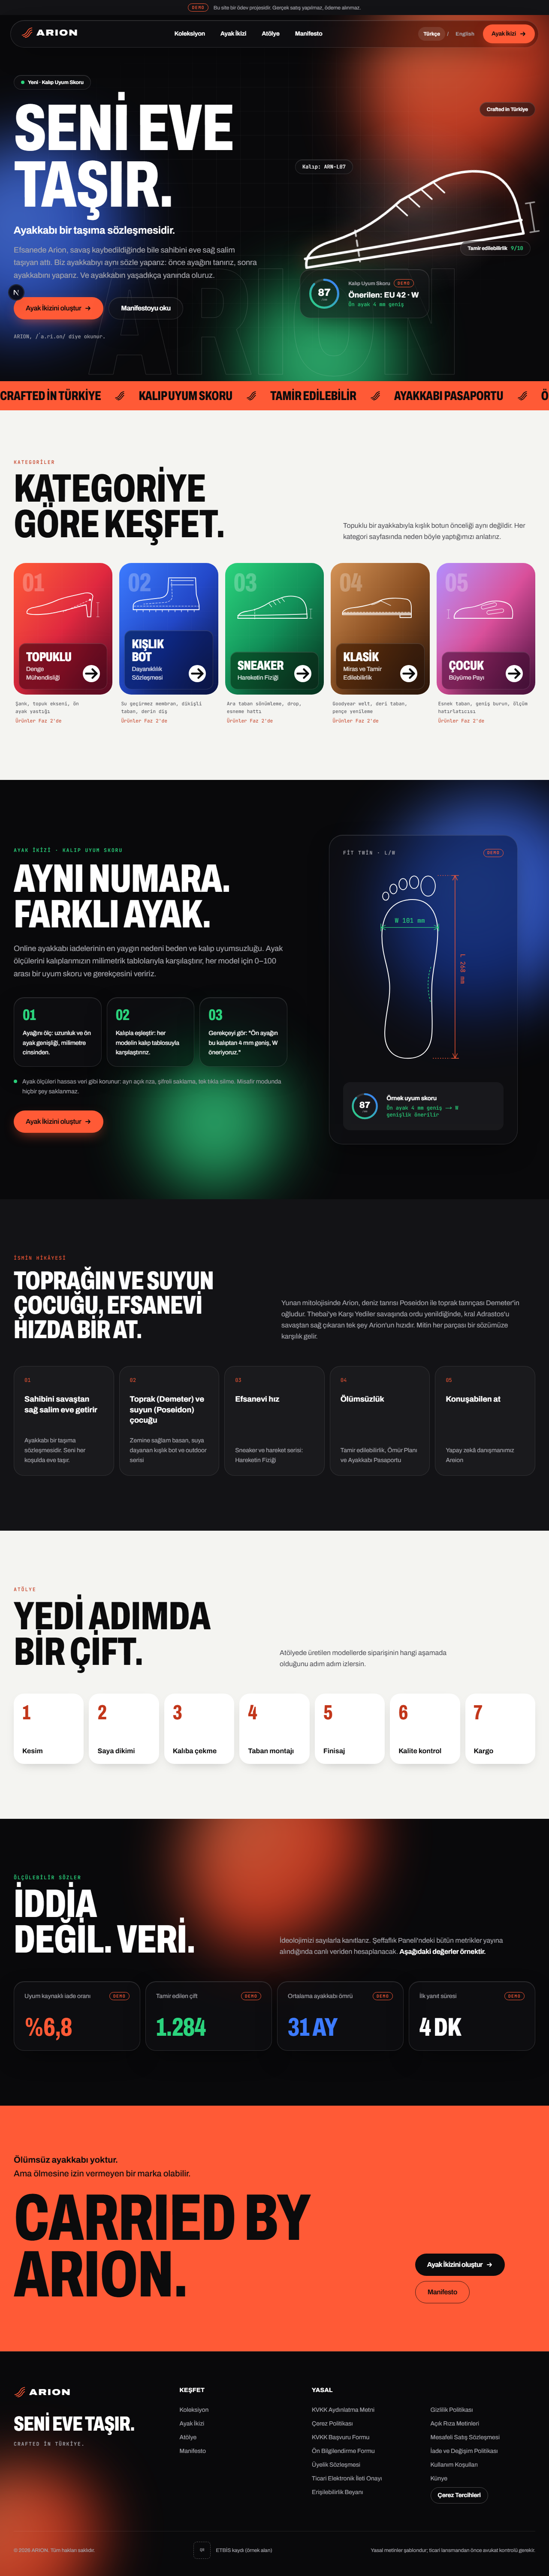 DEMO Bu site bir ödev projesidir. Gerçek satış yapılmaz, ödeme alınmaz.
ARION Koleksiyon Ayak İkizi Atölye Manifesto Türkçe / English Ayak İkizi →
Yeni · Kalıp Uyum Skoru
SENİ EVE
TAŞIR.
Ayakkabı bir taşıma sözleşmesidir.
Efsanede Arion, savaş kaybedildiğinde bile sahibini eve sağ salim
taşıyan attı. Biz ayakkabıyı aynı sözle yaparız: önce ayağını tanırız, sonra
ayakkabını yaparız. Ve ayakkabın yaşadıkça yanında oluruz.
N
Ayak İkizini oluştur →
Manifestoyu oku
Crafted in Türkiye
Kalıp: ARN-L07
Tamir edilebilirlik 9/10
87
Kalıp Uyum Skoru DEMO
Önerilen: EU 42 · W
Ön ayak 4 mm geniş
ARION
CRAFTED İN TÜRKİYE KALIP UYUM SKORU TAMİR EDİLEBİLİR AYAKKABI PASAPORTU Ö
KATEGORİLER
KATEGORİYE
GÖRE KEŞFET.
Topuklu bir ayakkabıyla kışlık botun önceliği aynı değildir. Her
kategori sayfasında neden böyle yaptığımızı anlatırız.
01
TOPUKLU
Denge
Mühendisliği
Şank, topuk ekseni, ön
ayak yastığı
Ürünler Faz 2'de
02
KIŞLIK
BOT
Dayanıklılık
Sözleşmesi
Su geçirmez membran, dikişli
taban, derin diş
Ürünler Faz 2'de
03
SNEAKER
Hareketin Fiziği
Ara taban sönümleme, drop,
esneme hattı
Ürünler Faz 2'de
04
KLASİK
Miras ve Tamir
Edilebilirlik
Goodyear welt, deri taban,
pençe yenileme
Ürünler Faz 2'de
05
ÇOCUK
Büyüme Payı
Esnek taban, geniş burun, ölçüm
hatırlatıcısı
Ürünler Faz 2'de
AYAK İKİZİ · KALIP UYUM SKORU
AYNI NUMARA.
FARKLI AYAK.
Online ayakkabı iadelerinin en yaygın nedeni beden ve kalıp uyumsuzluğu. Ayak
ölçülerini kalıplarımızın milimetrik tablolarıyla karşılaştırır, her model için 0–100
arası bir uyum skoru ve gerekçesini veririz.
01
Ayağını ölç: uzunluk ve ön
ayak genişliği, milimetre
cinsinden.
02
Kalıpla eşleştir: her
modelin kalıp tablosuyla
karşılaştırırız.
03
Gerekçeyi gör: "Ön ayağın
bu kalıptan 4 mm geniş, W
öneriyoruz."
Ayak ölçüleri hassas veri gibi korunur: ayrı açık rıza, şifreli saklama, tek tıkla silme. Misafir modunda
hiçbir şey saklanmaz.
Ayak İkizini oluştur →
FİT TWİN · L/W DEMO
W 101 mm
L 268 mm
87
Örnek uyum skoru
Ön ayak 4 mm geniş → W
genişlik önerilir
İSMİN HİKÂYESİ
TOPRAĞIN VE SUYUN
ÇOCUĞU, EFSANEVİ
HIZDA BİR AT.
Yunan mitolojisinde Arion, deniz tanrısı Poseidon ile toprak tanrıçası Demeter'in
oğludur. Thebai'ye Karşı Yediler savaşında ordu yenildiğinde, kral Adrastos'u
savaştan sağ çıkaran tek şey Arion'un hızıdır. Mitin her parçası bir sözümüze
karşılık gelir.
01
Sahibini savaştan
sağ salim eve getirir
Ayakkabı bir taşıma
sözleşmesidir. Seni her
koşulda eve taşır.
02
Toprak (Demeter) ve
suyun (Poseidon)
çocuğu
Zemine sağlam basan, suya
dayanan kışlık bot ve outdoor
serisi
03
Efsanevi hız
Sneaker ve hareket serisi:
Hareketin Fiziği
04
Ölümsüzlük
Tamir edilebilirlik, Ömür Planı
ve Ayakkabı Pasaportu
05
Konuşabilen at
Yapay zekâ danışmanımız
Areion
ATÖLYE
YEDİ ADIMDA
BİR ÇİFT.
Atölyede üretilen modellerde siparişinin hangi aşamada
olduğunu adım adım izlersin.
1
Kesim
2
Saya dikimi
3
Kalıba çekme
4
Taban montajı
5
Finisaj
6
Kalite kontrol
7
Kargo
ÖLÇÜLEBİLİR SÖZLER
İDDİA
DEĞİL. VERİ.
İdeolojimizi sayılarla kanıtlarız. Şeffaflık Paneli'ndeki bütün metrikler yayına
alındığında canlı veriden hesaplanacak. Aşağıdaki değerler örnektir.
Uyum kaynaklı iade oranı DEMO
%6,8
Tamir edilen çift DEMO
1.284
Ortalama ayakkabı ömrü DEMO
31 AY
İlk yanıt süresi DEMO
4 DK
Ölümsüz ayakkabı yoktur.
Ama ölmesine izin vermeyen bir marka olabilir.
CARRIED BY
ARION.
Ayak İkizini oluştur →
Manifesto
ARION
SENİ EVE TAŞIR.
CRAFTED İN TÜRKİYE.
KEŞFET
Koleksiyon
Ayak İkizi
Atölye
Manifesto
YASAL
KVKK Aydınlatma Metni
Çerez Politikası
KVKK Başvuru Formu
Ön Bilgilendirme Formu
Üyelik Sözleşmesi
Ticari Elektronik İleti Onayı
Erişilebilirlik Beyanı
Gizlilik Politikası
Açık Rıza Metinleri
Mesafeli Satış Sözleşmesi
İade ve Değişim Politikası
Kullanım Koşulları
Künye
Çerez Tercihleri
© 2026 ARION. Tüm hakları saklıdır.
ETBİS kaydı (örnek alan)
Yasal metinler şablondur; ticari lansmandan önce avukat kontrolü gerekir.